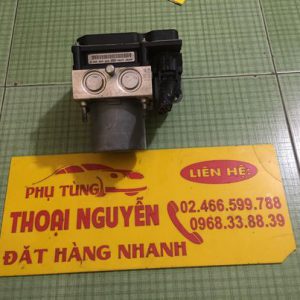 LIÊN HỆ:
PHỤ TÙNG
THOẠI NGUYỄN
02.466.599.788
0968.33.88.39
ĐẶT HÀNG NHANH